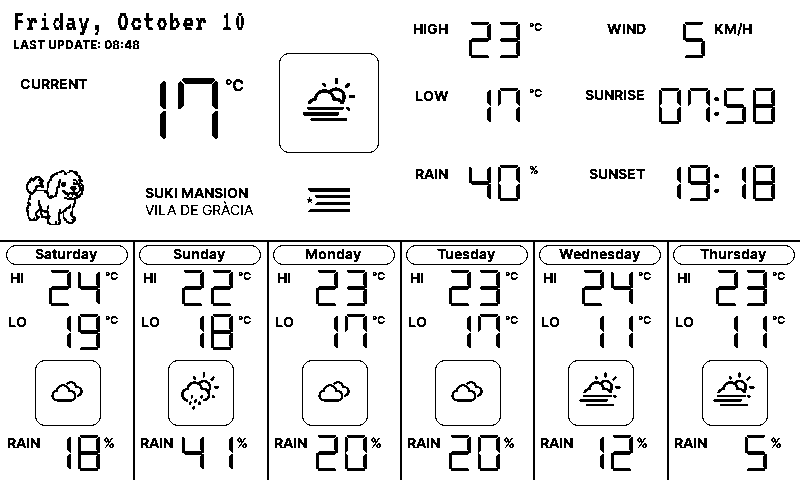 Friday, October 10
LAST UPDATE: 08:48
CURRENT 17 °C
HIGH 23 °C
LOW 17 °C
RAIN 40 %
WIND 5 KM/H
SUNRISE 07:58
SUNSET 19:18
SUKI MANSION
VILA DE GRÀCIA
Saturday
HI 24 °C
LO 19 °C
RAIN 18 %
Sunday
HI 22 °C
LO 18 °C
RAIN 41 %
Monday
HI 23 °C
LO 17 °C
RAIN 20 %
Tuesday
HI 23 °C
LO 17 °C
RAIN 20 %
Wednesday
HI 24 °C
LO 11 °C
RAIN 12 %
Thursday
HI 23 °C
LO 11 °C
RAIN 5 %